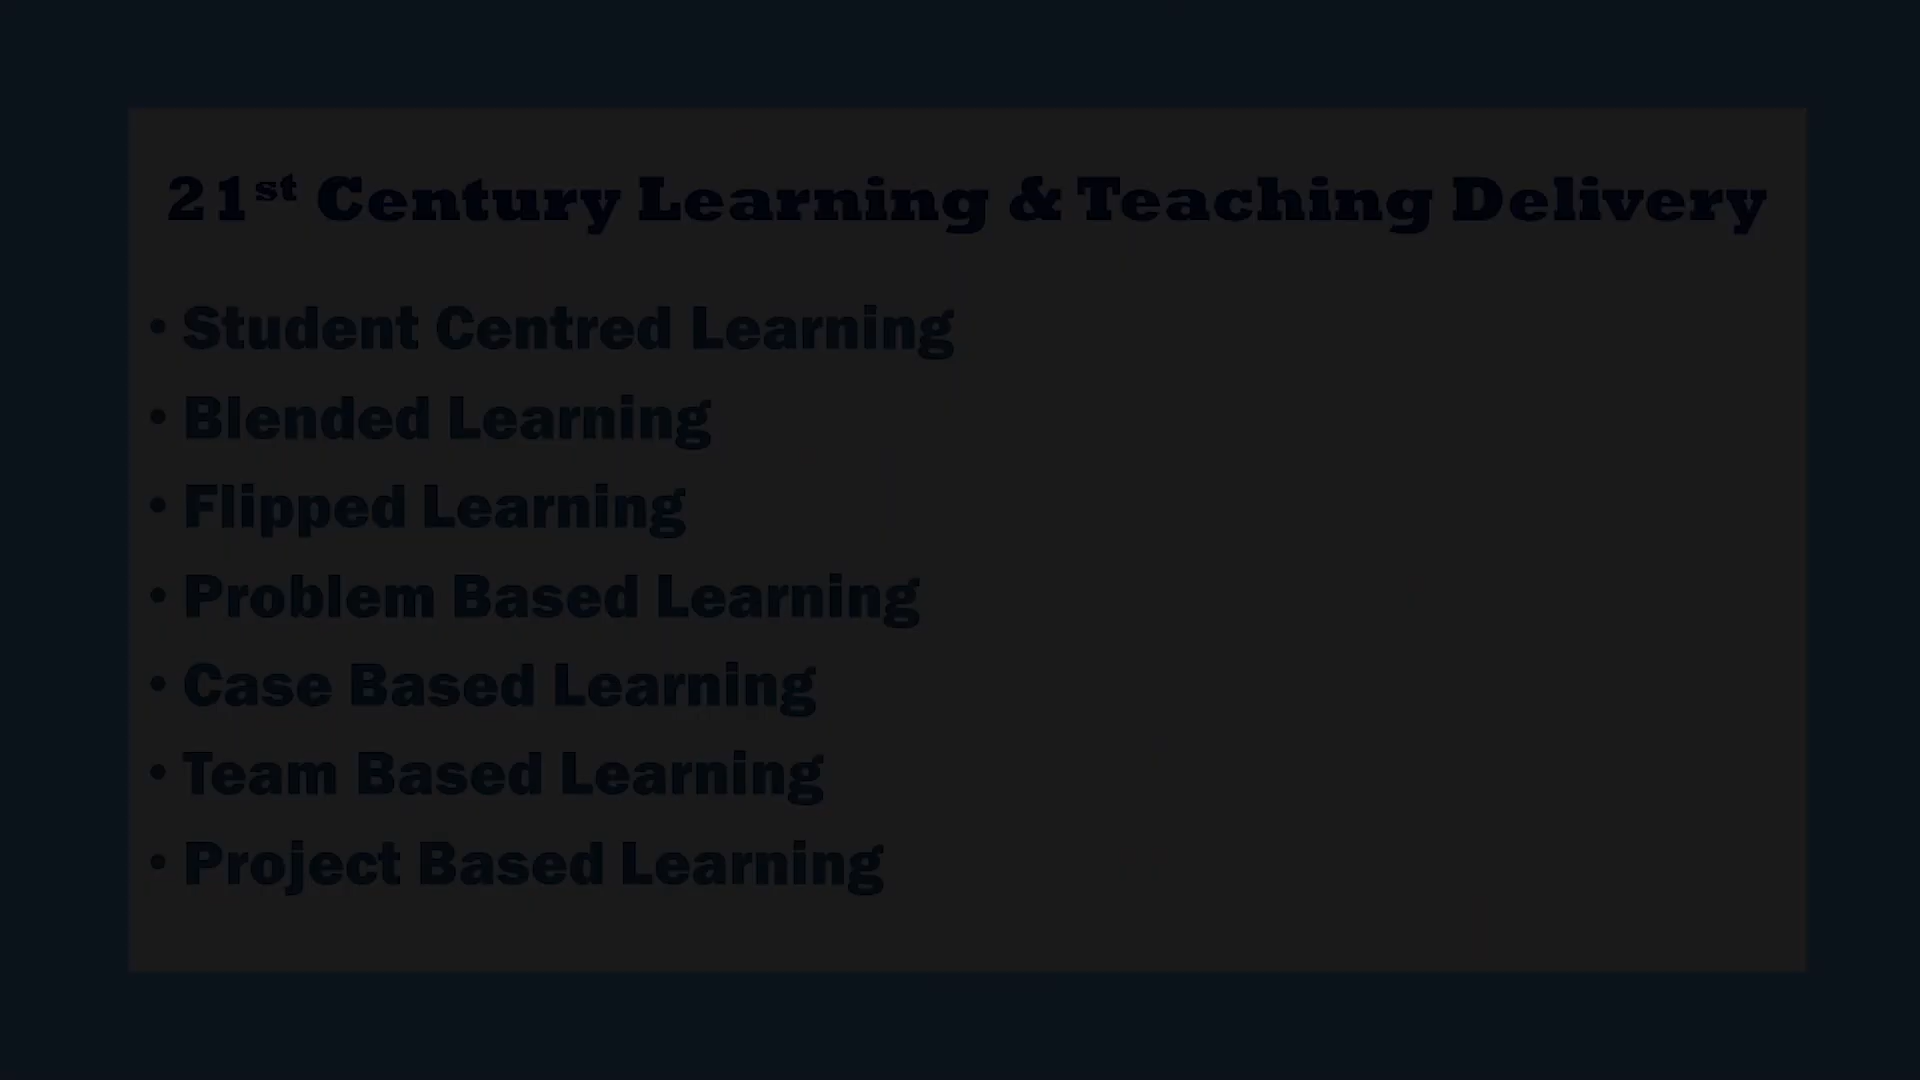 21st Century Learning & Teaching Delivery
• Student Centred Learning
• Blended Learning
• Flipped Learning
• Problem Based Learning
• Case Based Learning
• Team Based Learning
• Project Based Learning